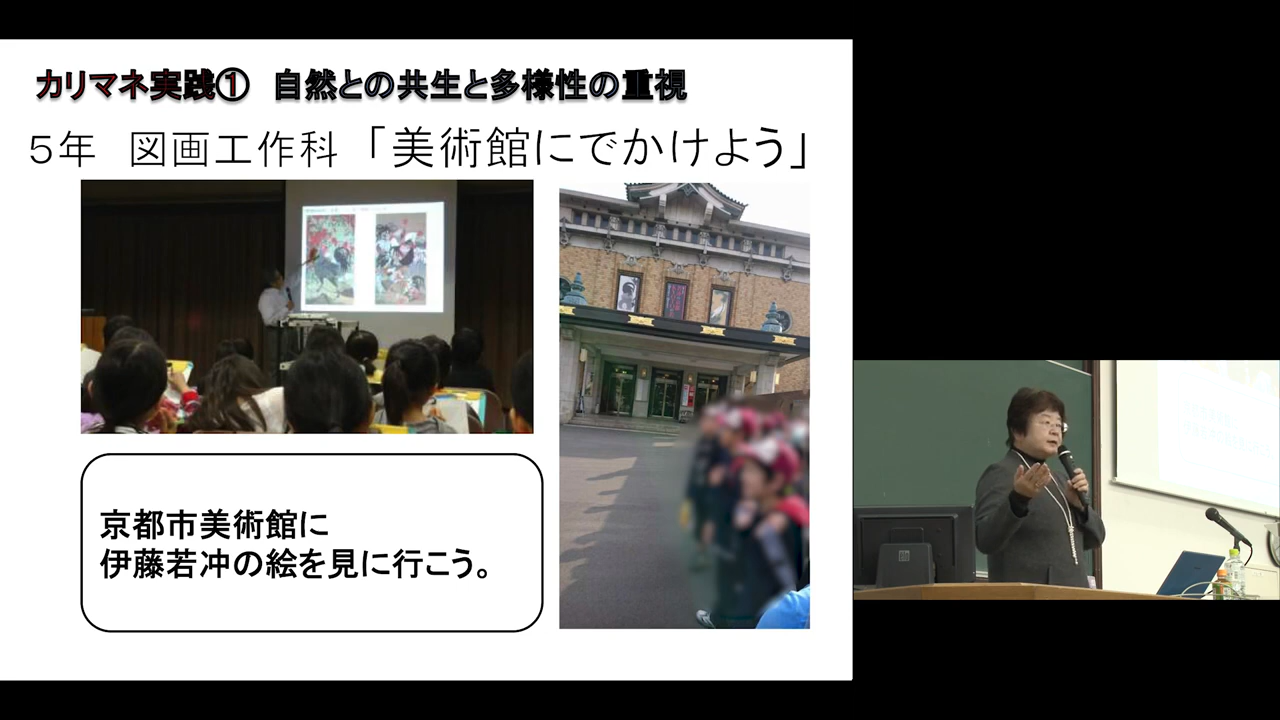 カリマネ実践① 自然との共生と多様性の重視
５年 図画工作科 「美術館にでかけよう」
京都市美術館に
伊藤若冲の絵を見に行こう。